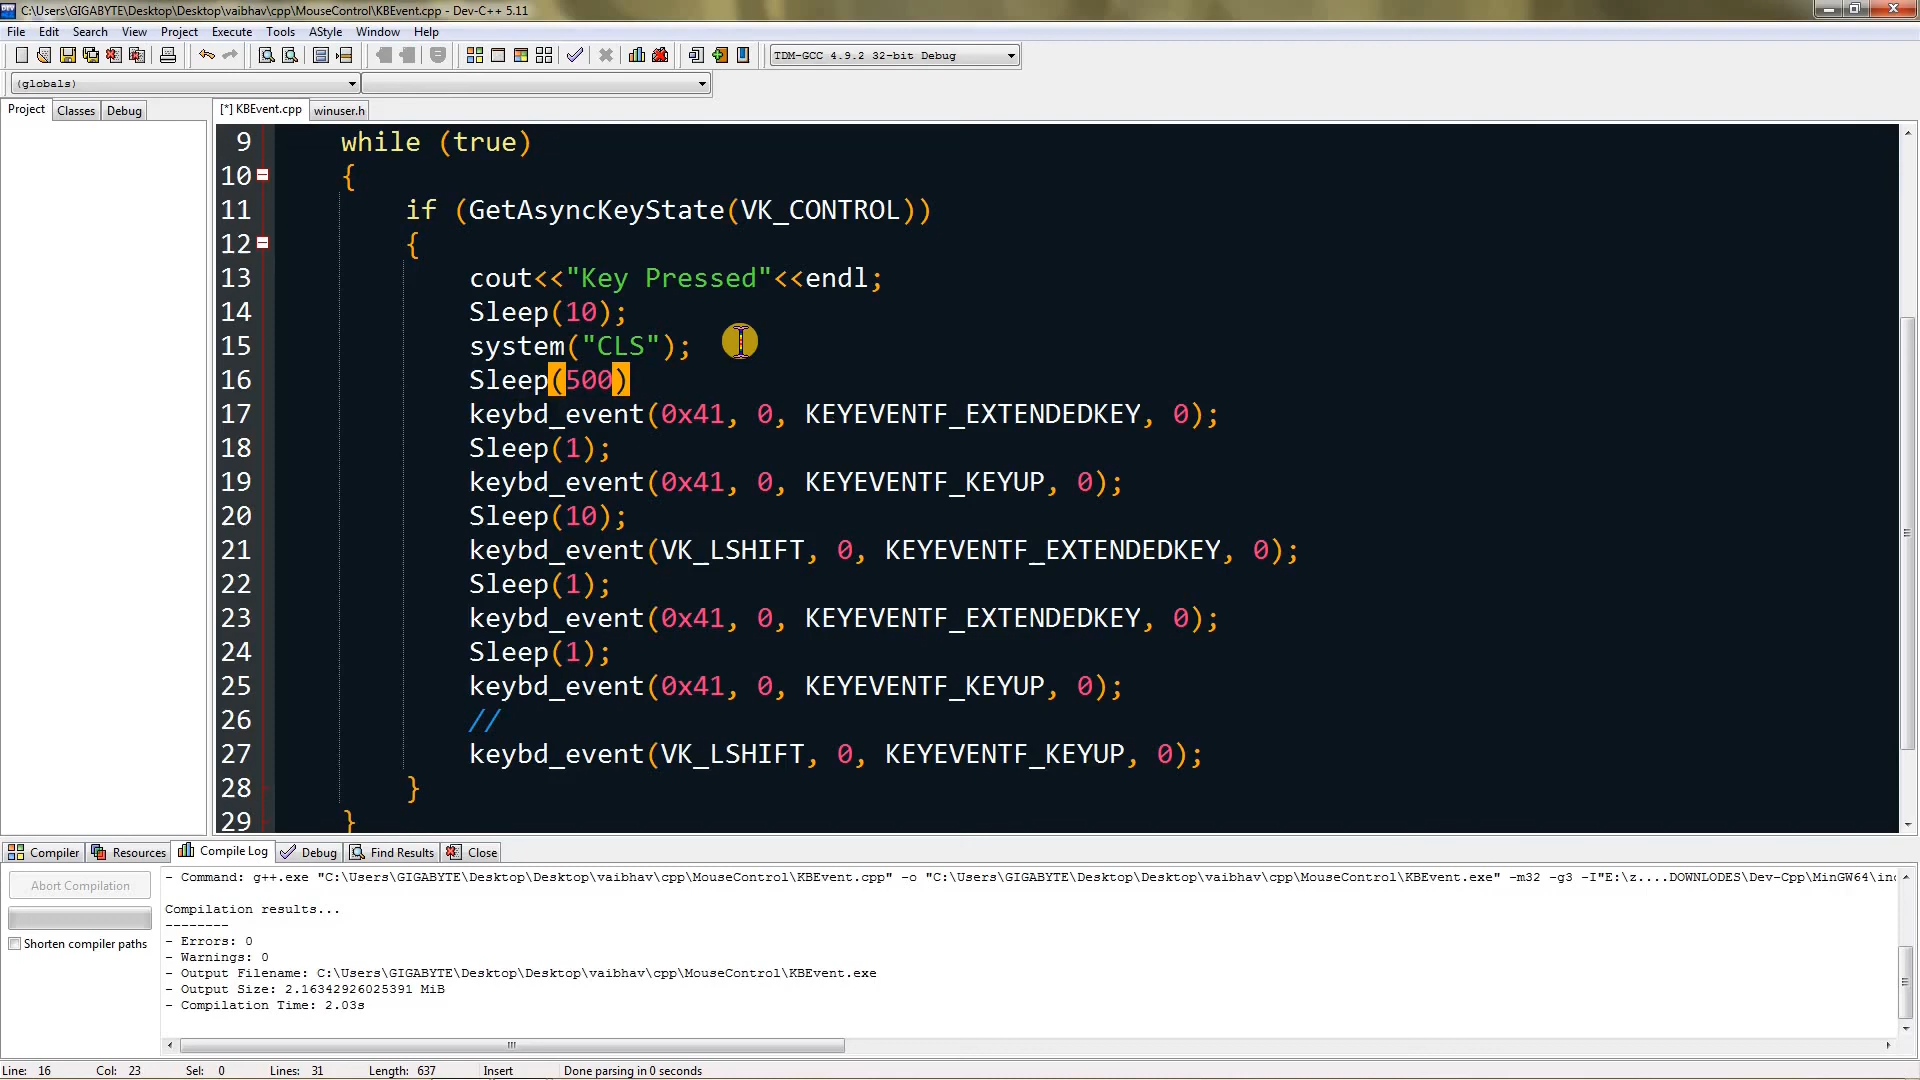 C:\Users\GIGABYTE\Desktop\Desktop\vaibhav\cpp\MouseControl\KBEvent.cpp - Dev-C++ 5.11
File Edit Search View Project Execute Tools AStyle Window Help
TDM-GCC 4.9.2 32-bit Debug
(globals)
Project Classes Debug [*] KBEvent.cpp winuser.h
9 while (true)
10 {
11 if (GetAsyncKeyState(VK_CONTROL))
12 {
13 cout<<"Key Pressed"<<endl;
14 Sleep(10);
15 system("CLS");
16 Sleep(500)
17 keybd_event(0x41, 0, KEYEVENTF_EXTENDEDKEY, 0);
18 Sleep(1);
19 keybd_event(0x41, 0, KEYEVENTF_KEYUP, 0);
20 Sleep(10);
21 keybd_event(VK_LSHIFT, 0, KEYEVENTF_EXTENDEDKEY, 0);
22 Sleep(1);
23 keybd_event(0x41, 0, KEYEVENTF_EXTENDEDKEY, 0);
24 Sleep(1);
25 keybd_event(0x41, 0, KEYEVENTF_KEYUP, 0);
26 //
27 keybd_event(VK_LSHIFT, 0, KEYEVENTF_KEYUP, 0);
28 }
29 }
Compiler Resources Compile Log Debug Find Results Close
Abort Compilation
Shorten compiler paths
- Command: g++.exe "C:\Users\GIGABYTE\Desktop\Desktop\vaibhav\cpp\MouseControl\KBEvent.cpp" -o "C:\Users\GIGABYTE\Desktop\Desktop\vaibhav\cpp\MouseControl\KBEvent.exe" -m32 -g3 -I"E:\z....DOWNLODES\Dev-Cpp\MinGW64\inc
Compilation results...
--------
- Errors: 0
- Warnings: 0
- Output Filename: C:\Users\GIGABYTE\Desktop\Desktop\vaibhav\cpp\MouseControl\KBEvent.exe
- Output Size: 2.16342926025391 MiB
- Compilation Time: 2.03s
Line: 16 Col: 23 Sel: 0 Lines: 31 Length: 637 Insert Done parsing in 0 seconds